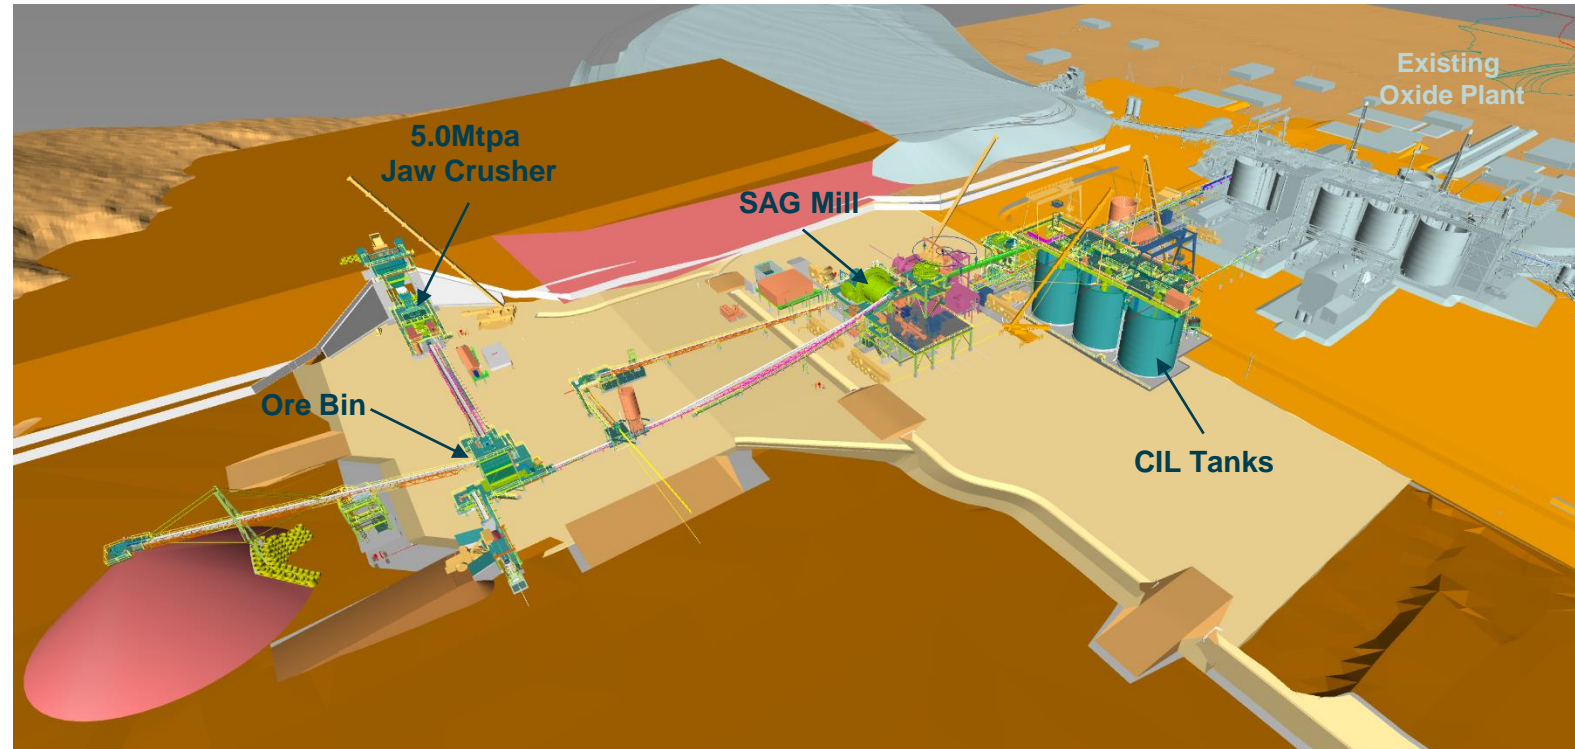 Existing
Oxide Plant
5.0Mtpa
Jaw Crusher
SAG Mill
Ore Bin
CIL Tanks